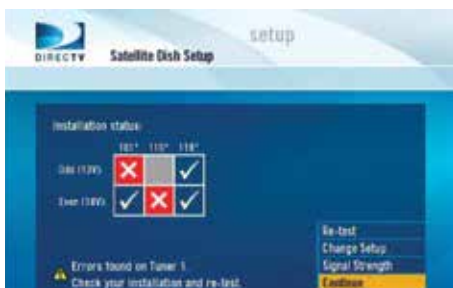 setup
DIRECTV
Satellite Dish Setup
Installation status:
101° 110° 119°
Odd (13V)
Even (18V)
Re-test
Change Setup
Signal Strength
Continue
Errors found on Tuner 1.
Check your installation and re-test.